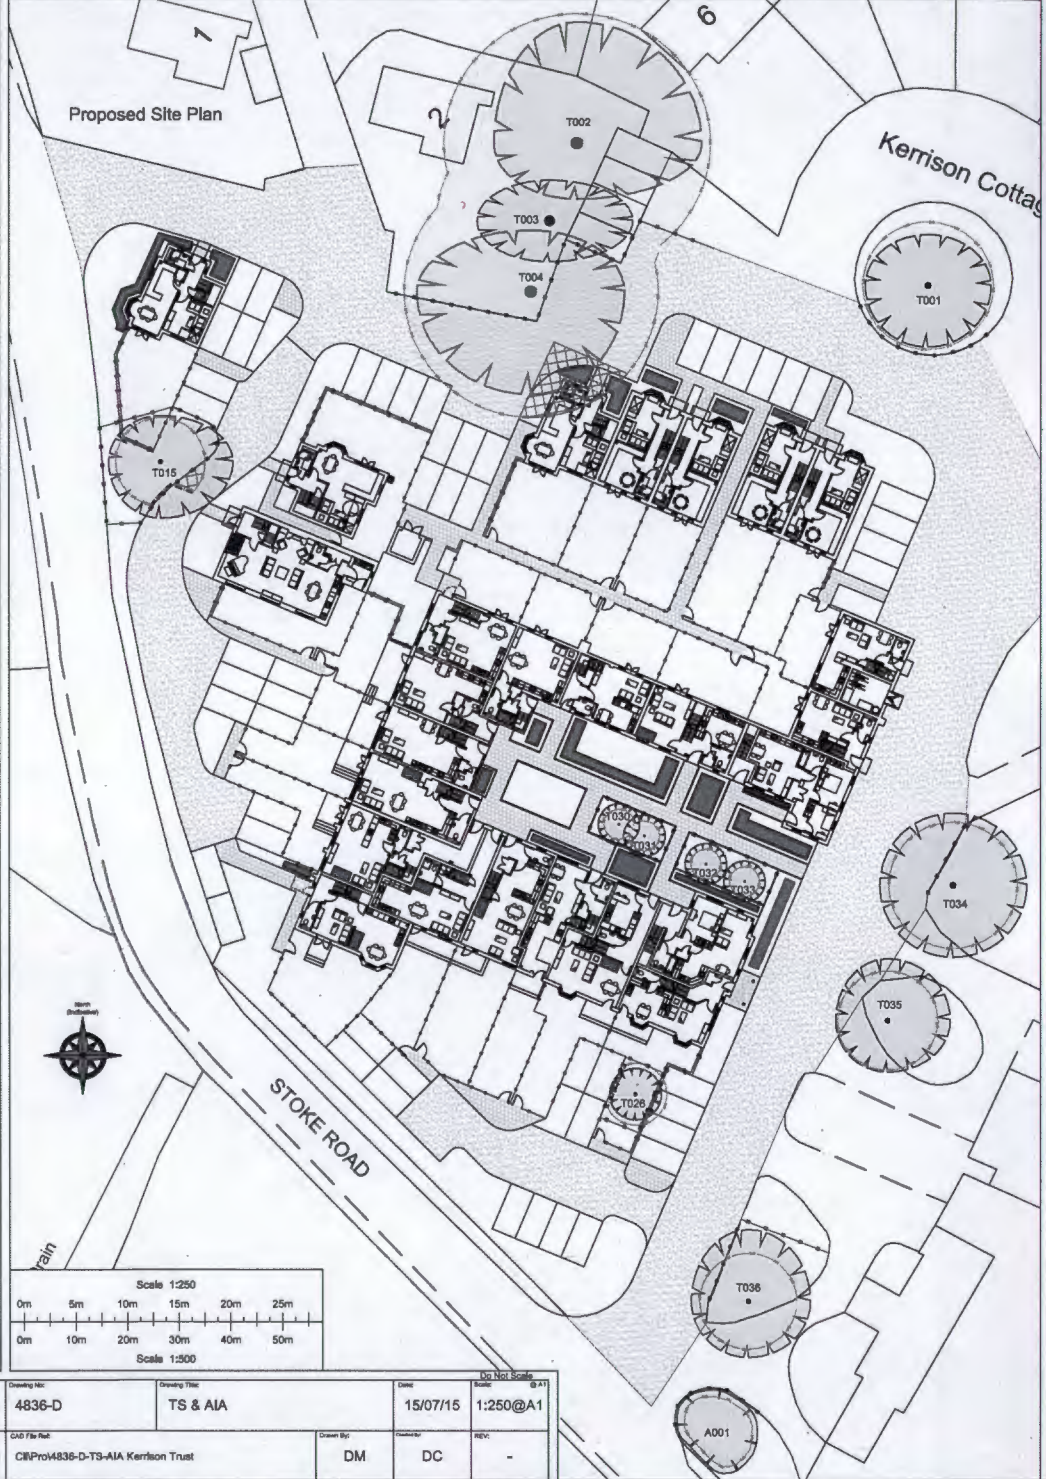 1
6
Proposed Site Plan
2
T002
Kerrison Cottag
T003
T004
T001
T015
T030
T031
T032
T033
T034
T035
North
(Indicative)
T026
STOKE ROAD
rain
T036
Scale 1:250
0m 5m 10m 15m 20m 25m
0m 10m 20m 30m 40m 50m
Scale 1:500
Do Not Scale
Drawing No: Drawing Title: Date: Scale: @ A1
4836-D TS & AIA 15/07/15 1:250@A1
CAD File Ref: Drawn By: Checked By: REV:
C:\\Pro\4836-D-TS-AIA Kerrison Trust DM DC -
A001